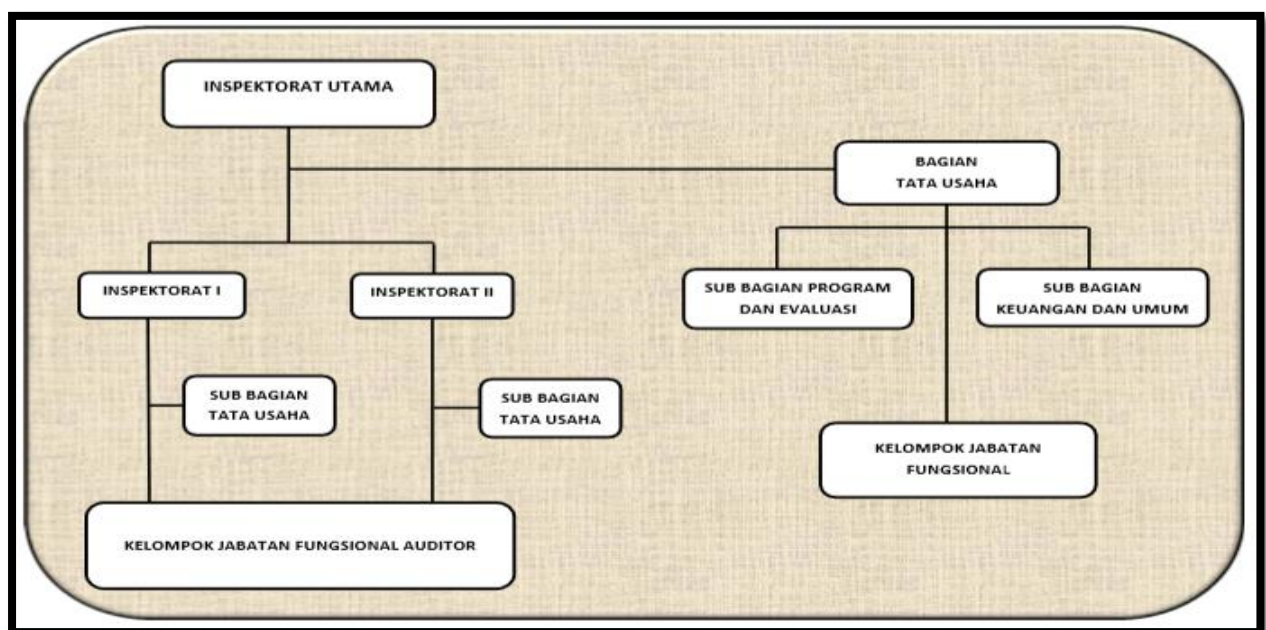 INSPEKTORAT UTAMA
BAGIAN
TATA USAHA
INSPEKTORAT I
INSPEKTORAT II
SUB BAGIAN PROGRAM
DAN EVALUASI
SUB BAGIAN
KEUANGAN DAN UMUM
SUB BAGIAN
TATA USAHA
SUB BAGIAN
TATA USAHA
KELOMPOK JABATAN
FUNGSIONAL
KELOMPOK JABATAN FUNGSIONAL AUDITOR